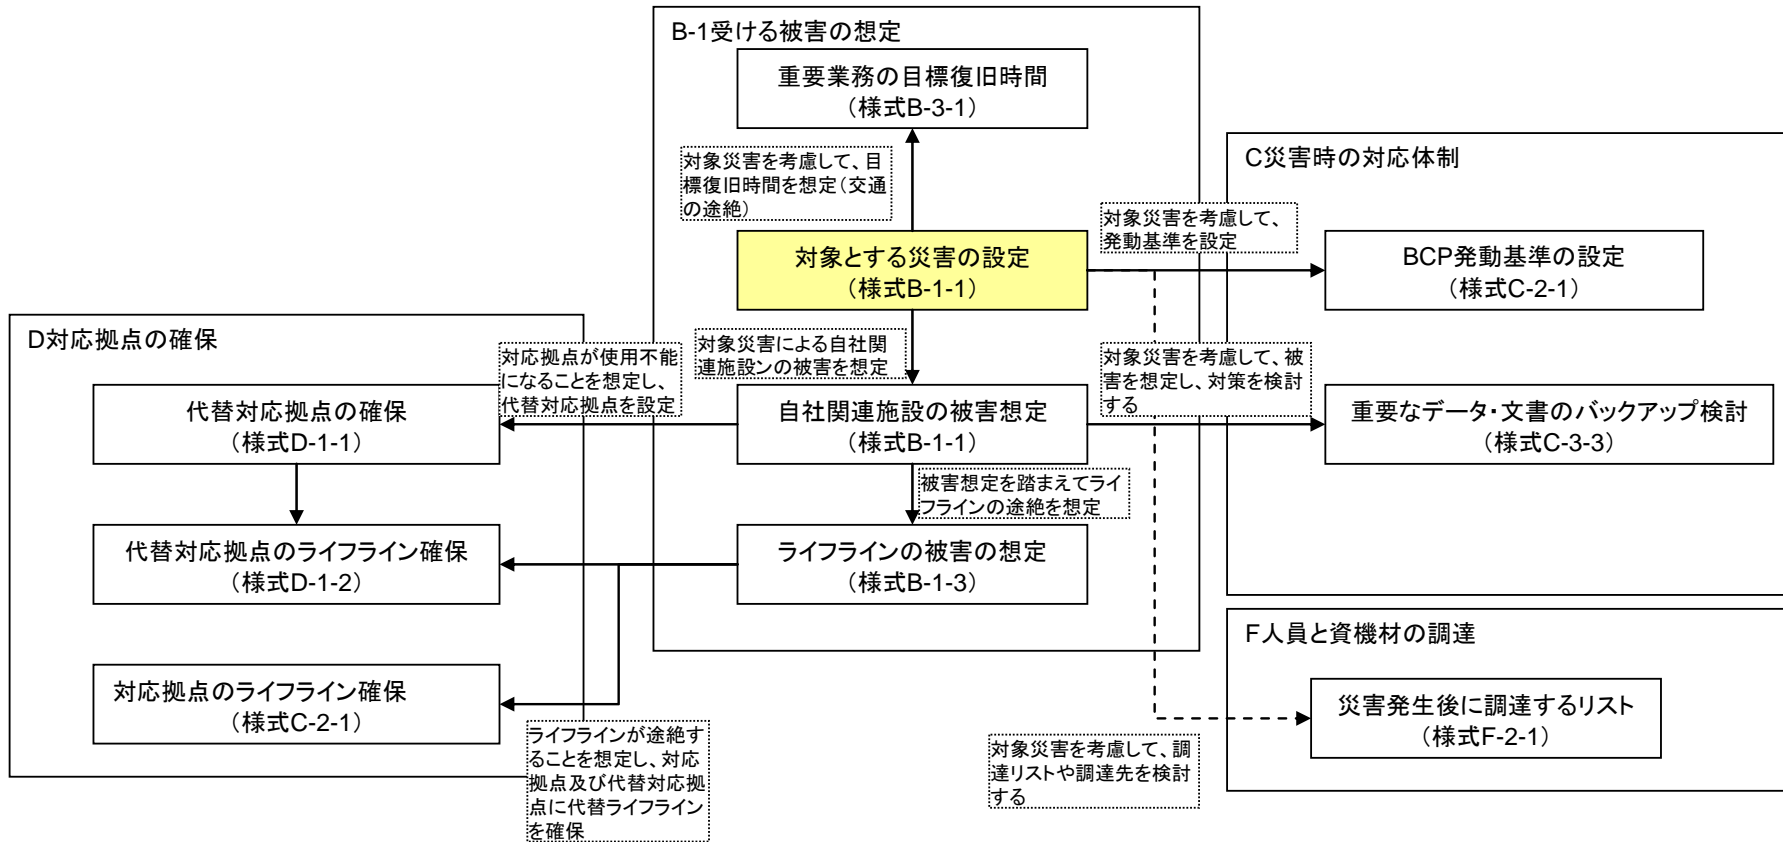 B-1受ける被害の想定
重要業務の目標復旧時間
（様式B-3-1）
対象災害を考慮して、目
標復旧時間を想定（交通
の途絶）
対象とする災害の設定
（様式B-1-1）
対象災害による自社関
連施設ンの被害を想定
自社関連施設の被害想定
（様式B-1-1）
被害想定を踏まえてライ
フラインの途絶を想定
ライフラインの被害の想定
（様式B-1-3）
C災害時の対応体制
対象災害を考慮して、
発動基準を設定
BCP発動基準の設定
（様式C-2-1）
対象災害を考慮して、被
害を想定し、対策を検討
する
重要なデータ・文書のバックアップ検討
（様式C-3-3）
D対応拠点の確保
対応拠点が使用不能
になることを想定し、
代替対応拠点を設定
代替対応拠点の確保
（様式D-1-1）
代替対応拠点のライフライン確保
（様式D-1-2）
対応拠点のライフライン確保
（様式C-2-1）
ライフラインが途絶す
ることを想定し、対応
拠点及び代替対応拠
点に代替ライフライン
を確保
F人員と資機材の調達
災害発生後に調達するリスト
（様式F-2-1）
対象災害を考慮して、調
達リストや調達先を検討
する